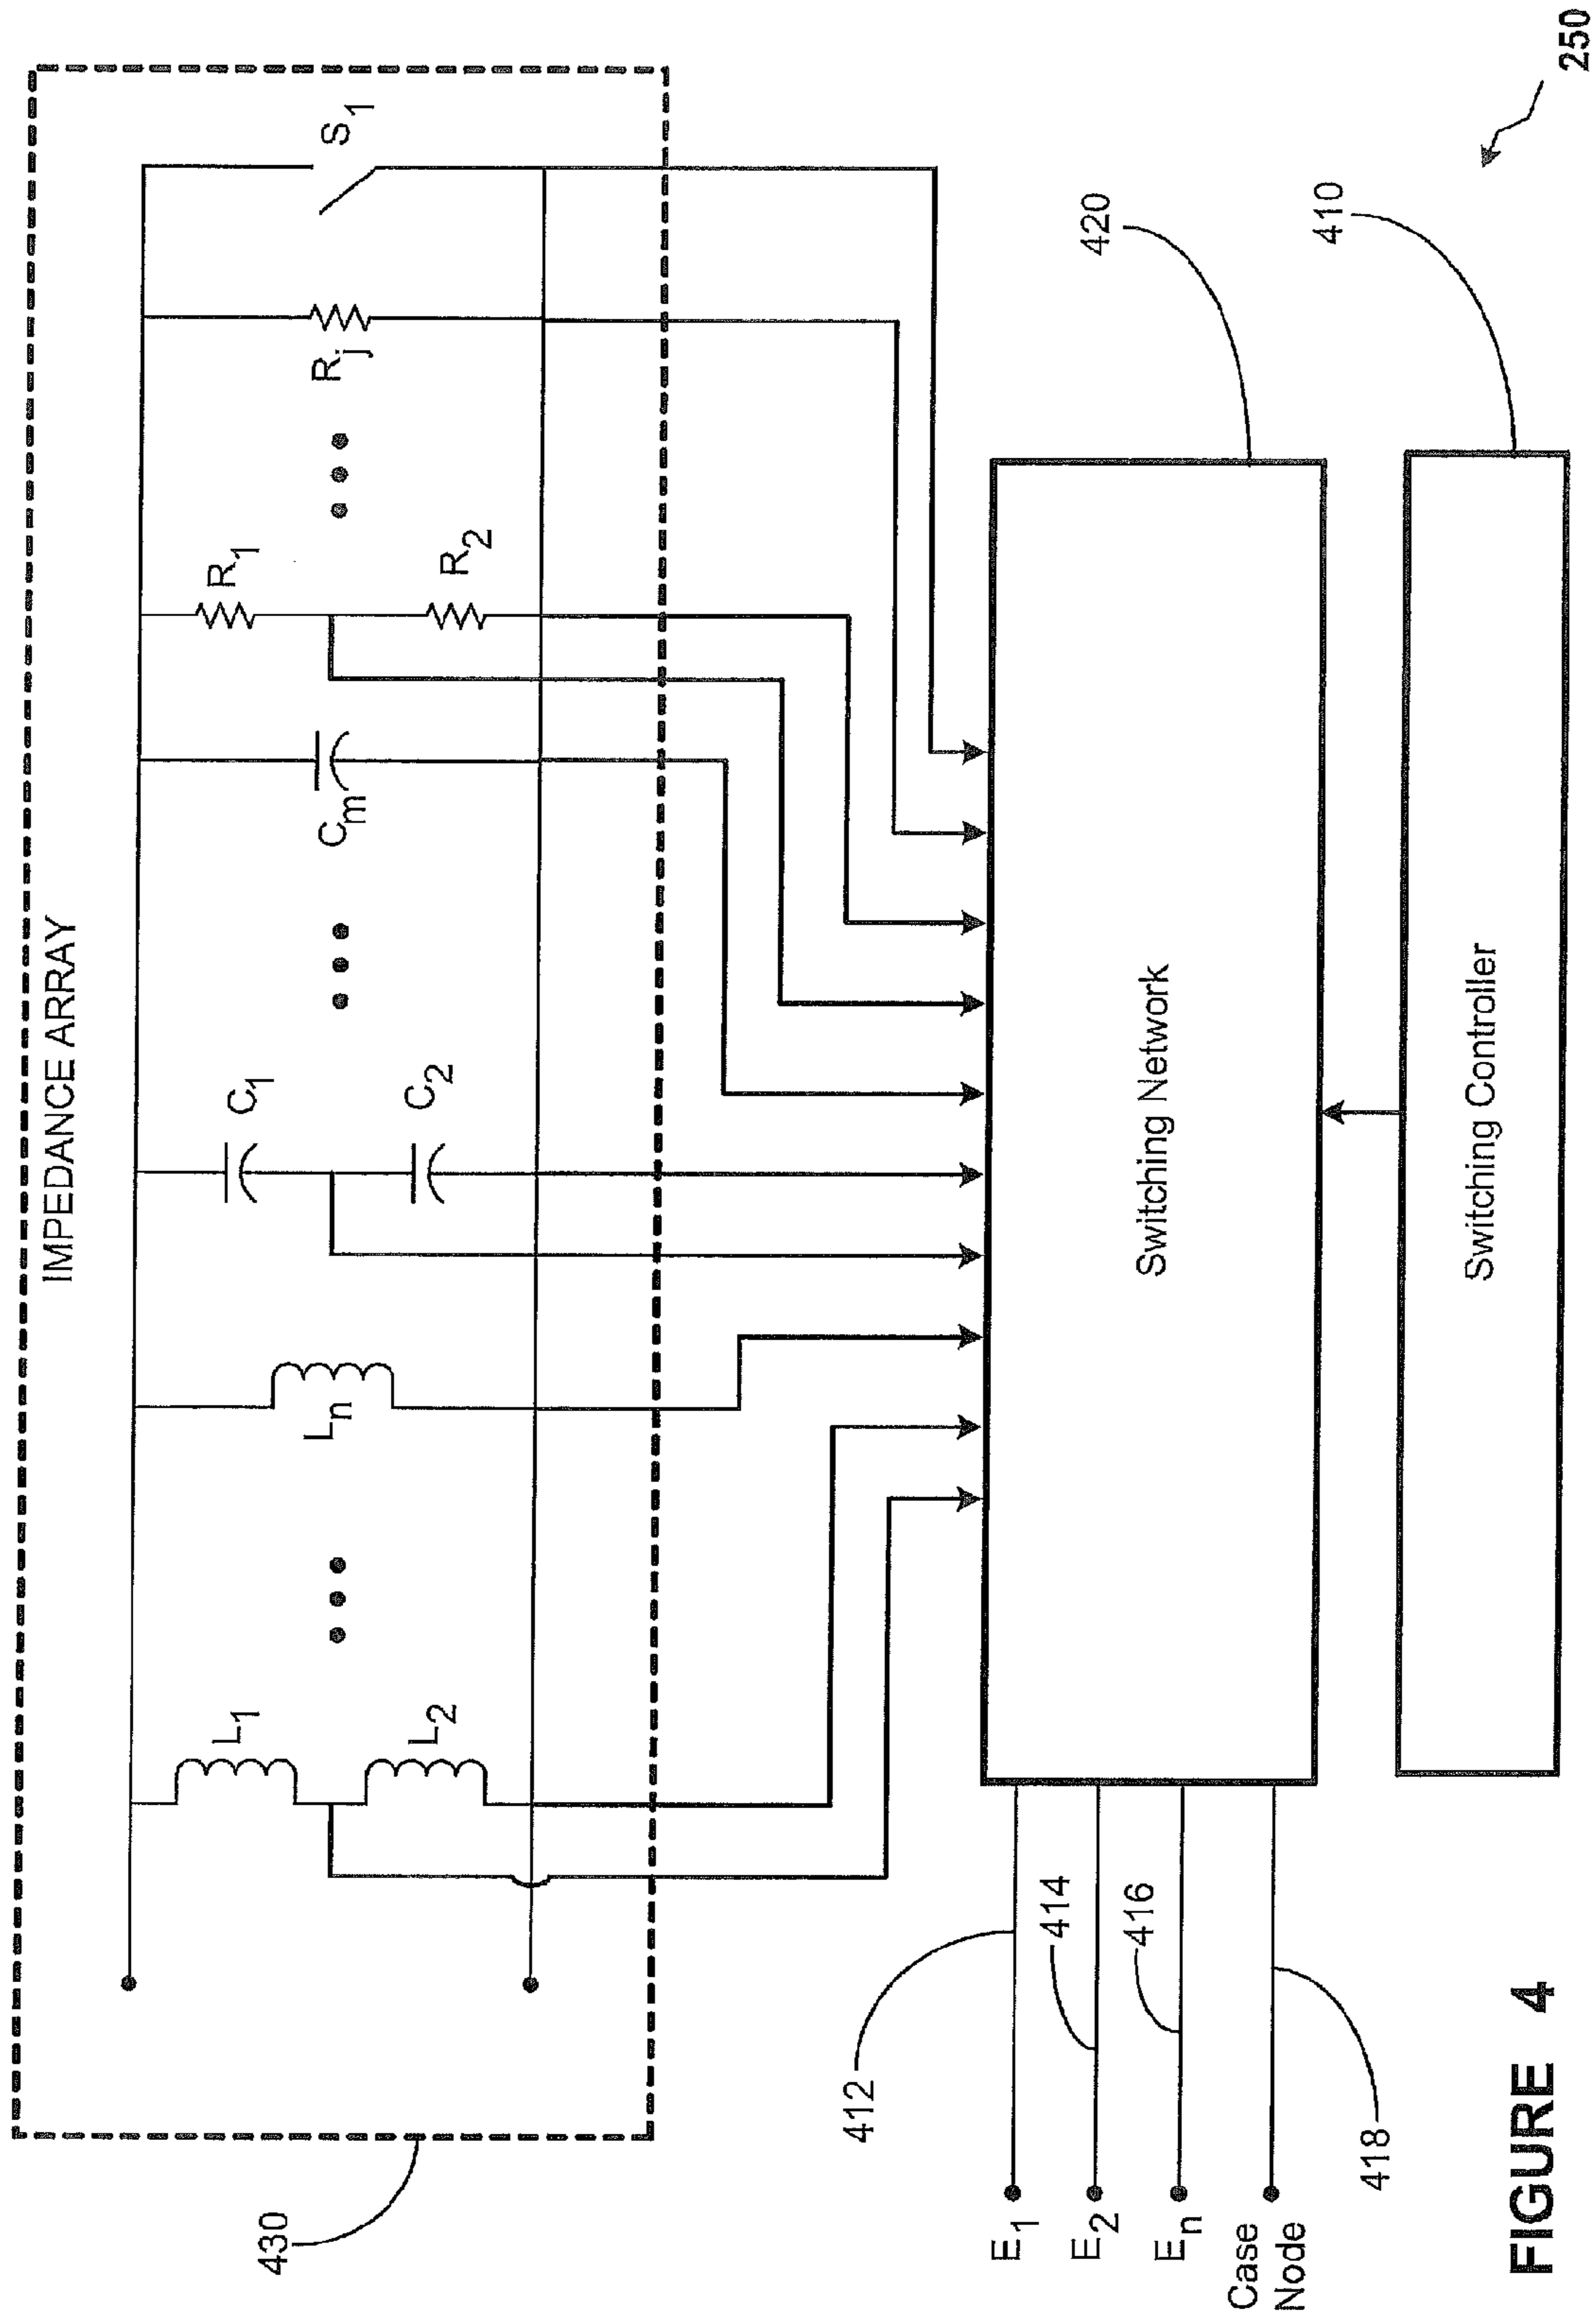 IMPEDANCE ARRAY
L1
L2
Ln
C1
C2
Cm
R1
R2
Rj
S1
430
412
414
416
418
E1
E2
En
Case
Node
Switching Network
420
Switching Controller
410
250
FIGURE 4